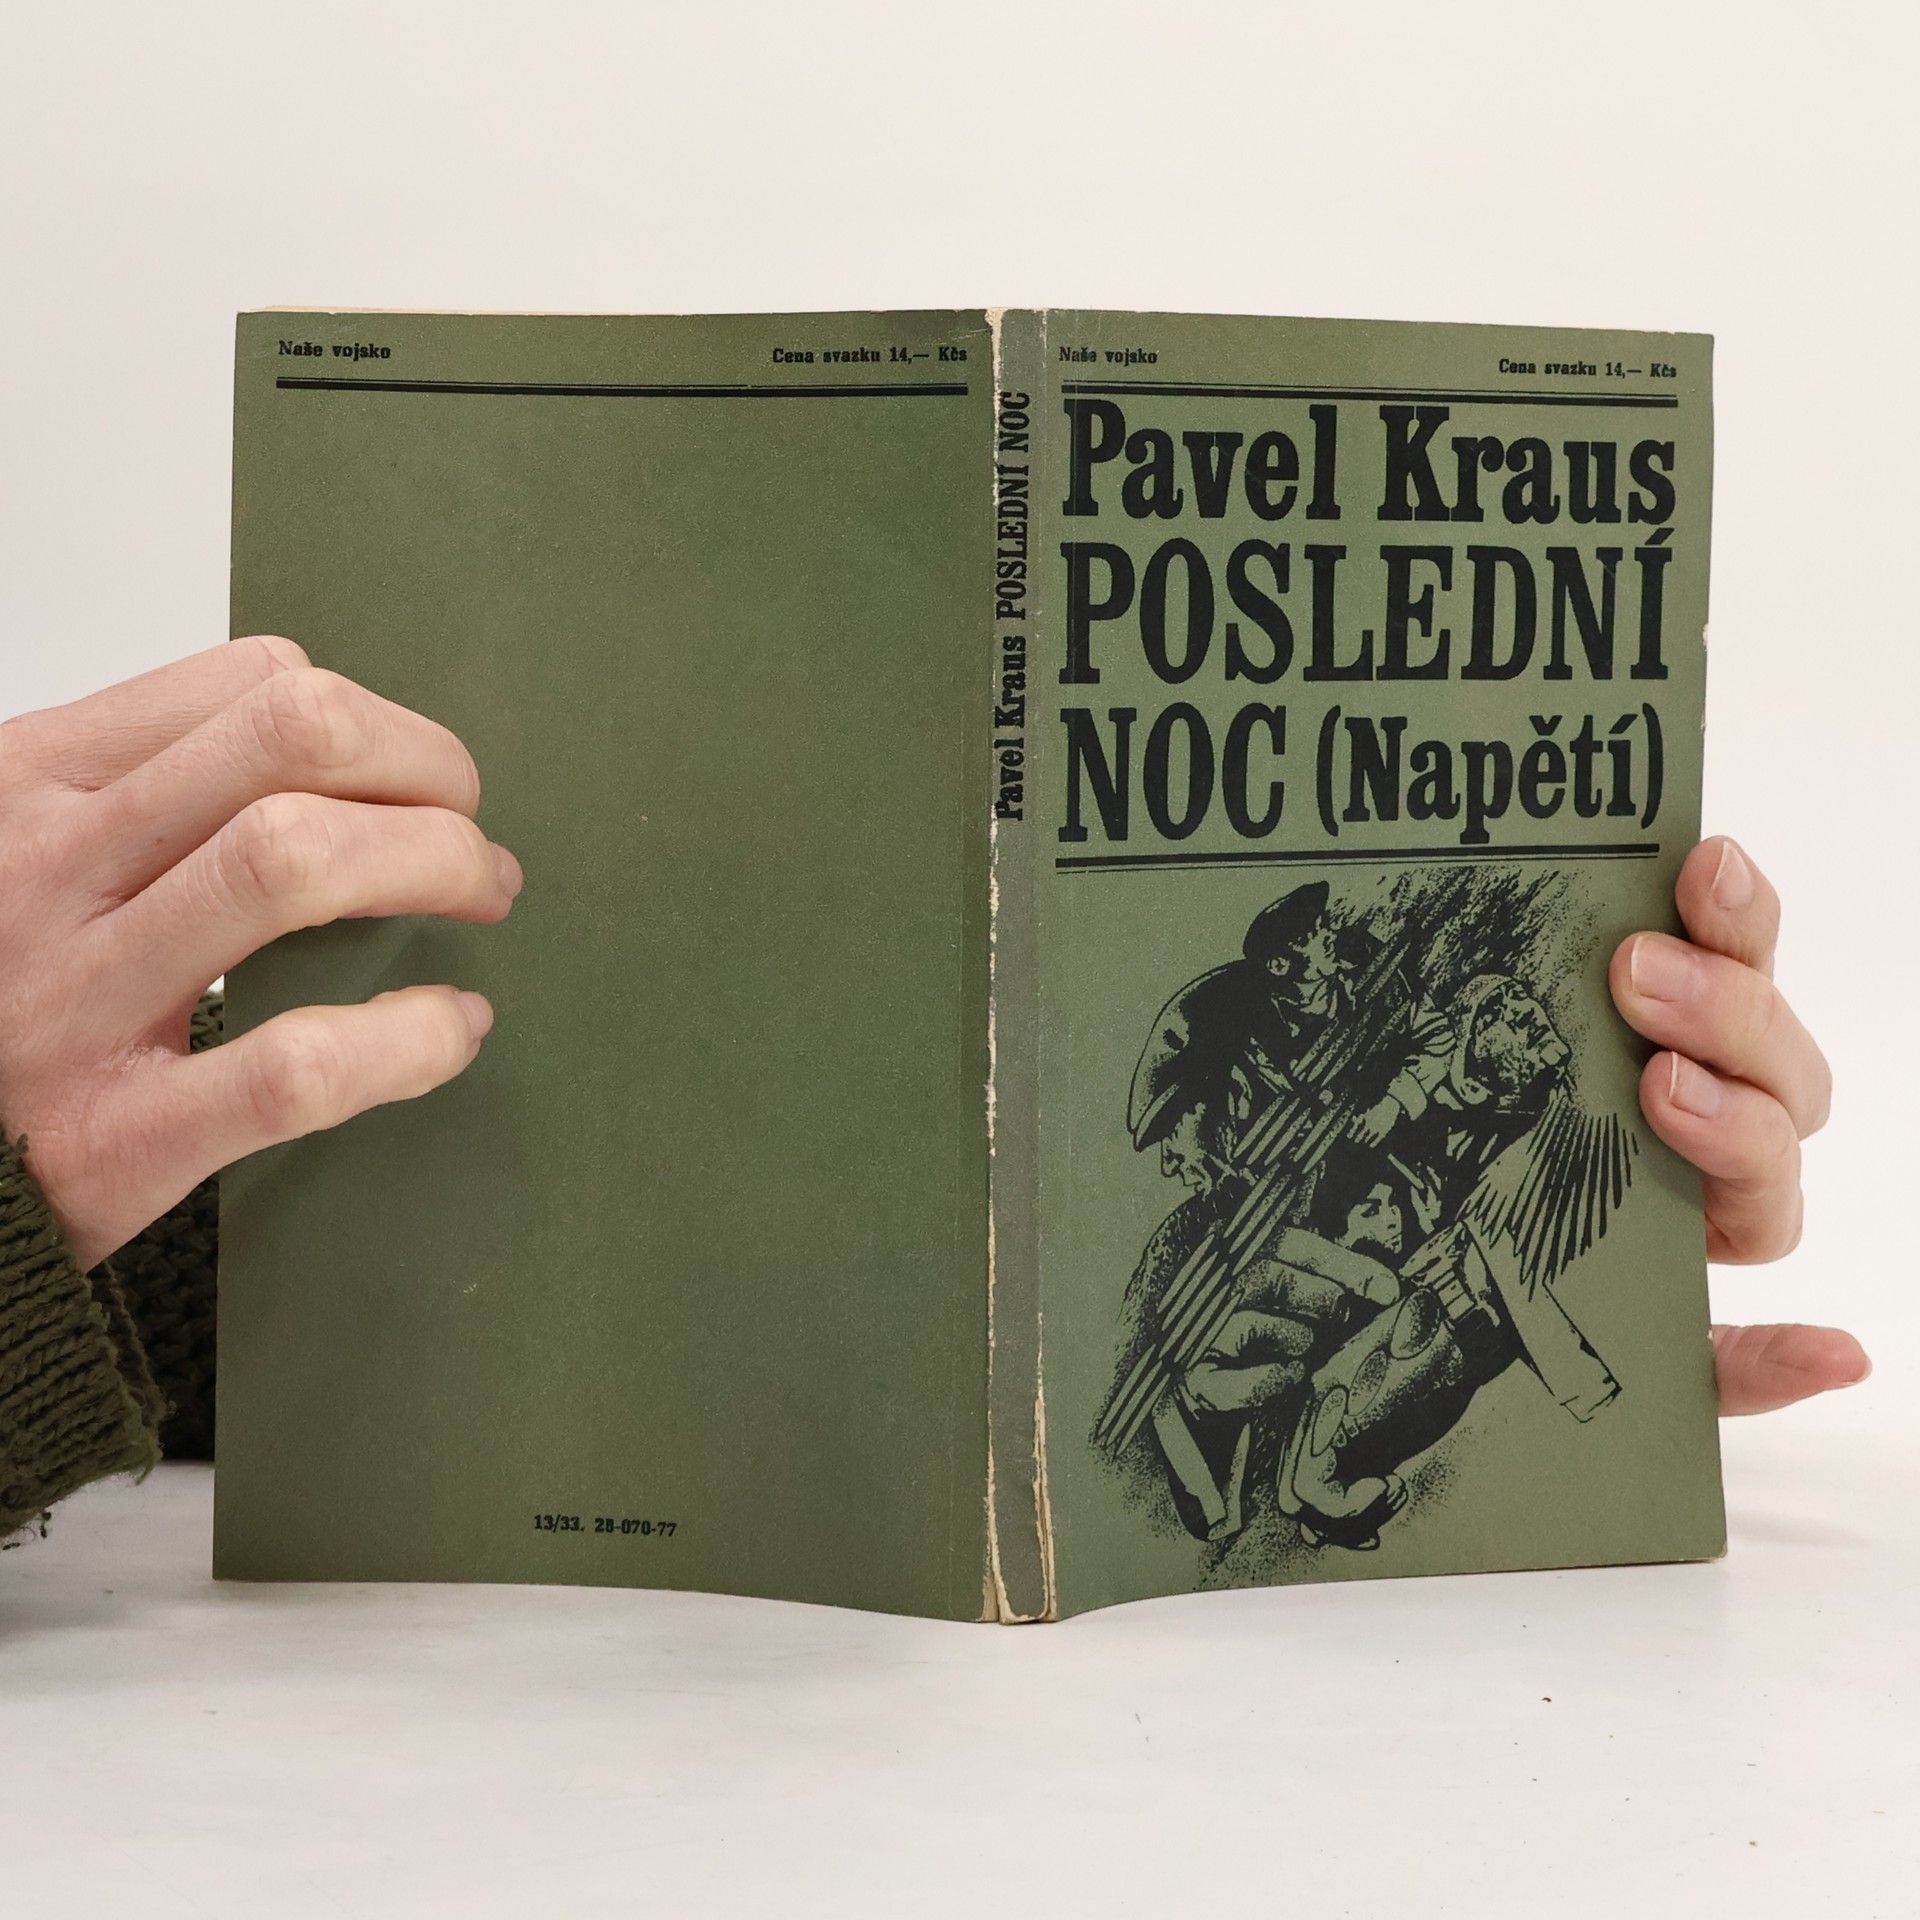 Naše vojsko
Cena svazku 14,— Kčs
13/33. 28-070-77
Pavel Kraus POSLEDNÍ NOC
Naše vojsko
Cena svazku 14,— Kčs
Pavel Kraus
POSLEDNÍ
NOC (Napětí)